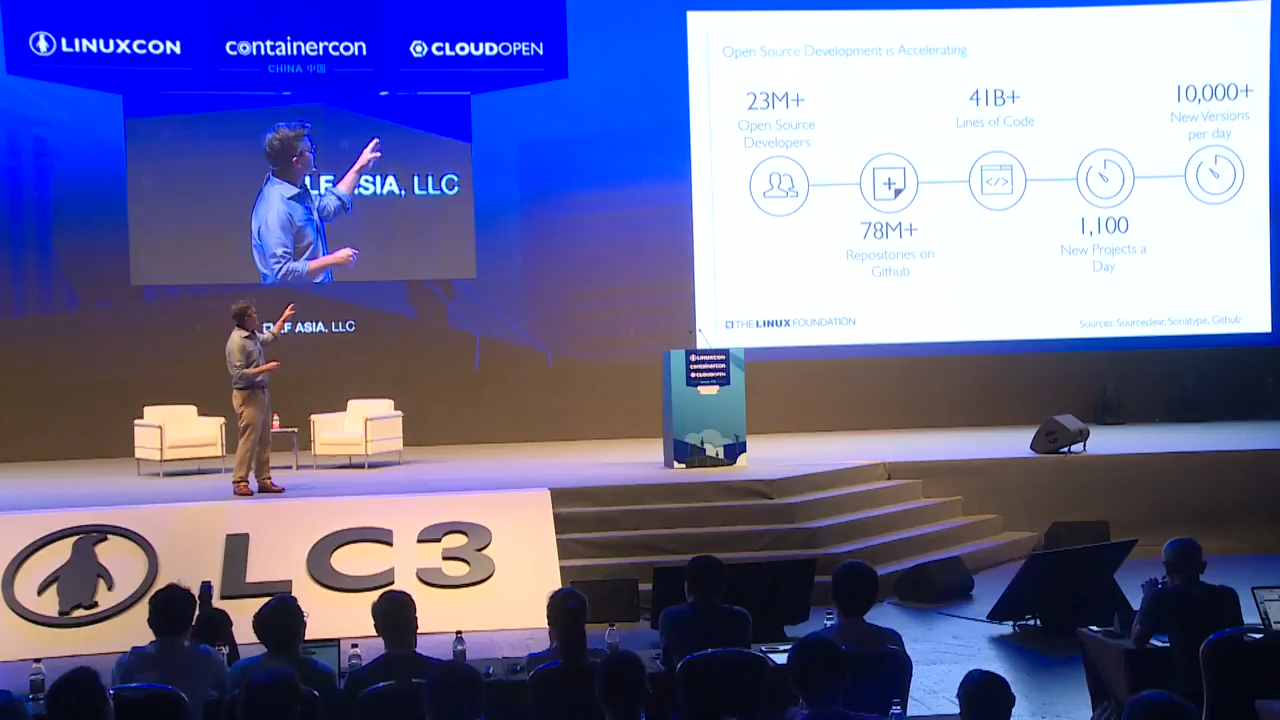 LINUXCON
containercon
CHINA 中国
CLOUDOPEN
LF ASIA, LLC
LF ASIA, LLC
Open Source Development is Accelerating
23M+
Open Source
Developers
78M+
Repositories on
Github
41B+
Lines of Code
1,100
New Projects a
Day
10,000+
New Versions
per day
THE LINUX FOUNDATION
Sources: Sourceclear, Sonatype, Github
LINUXCON
containercon
CLOUDOPEN
LC3